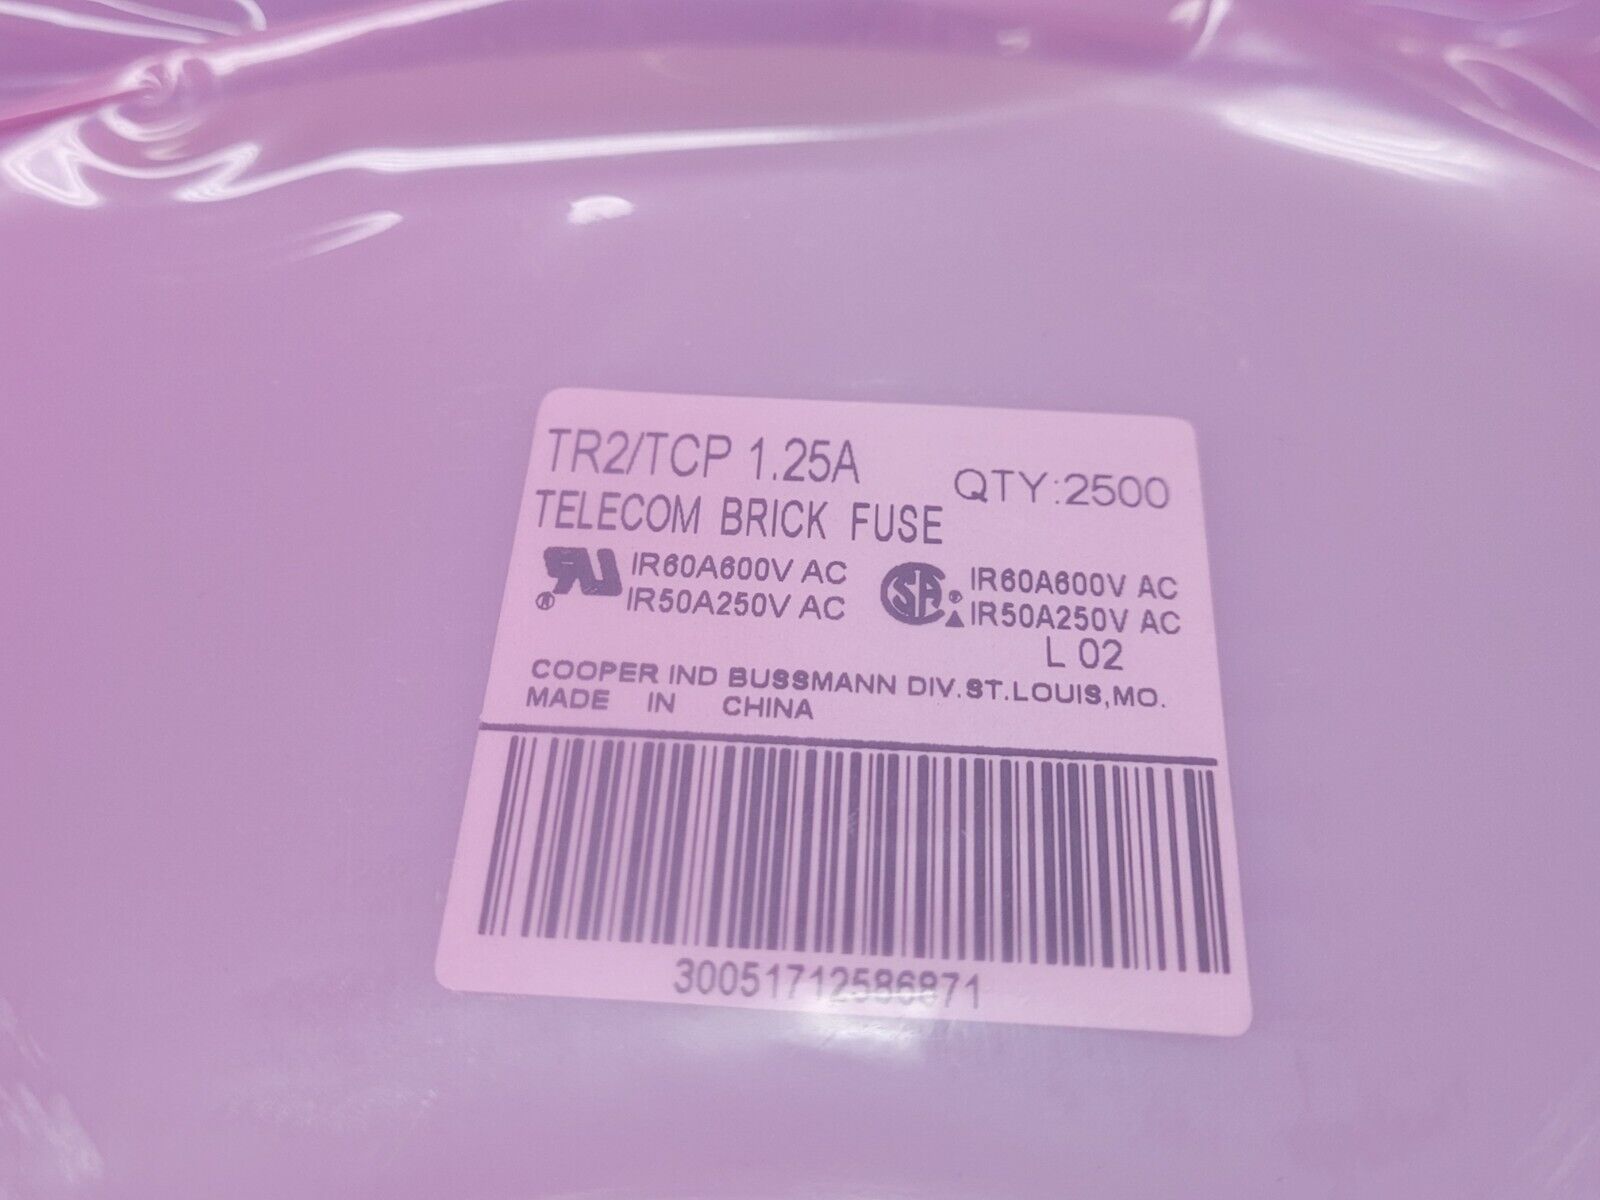 TR2/TCP 1.25A QTY:2500
TELECOM BRICK FUSE
IR60A600V AC IR60A600V AC
® IR50A250V AC IR50A250V AC
L 02
COOPER IND BUSSMANN DIV.ST.LOUIS,MO.
MADE IN CHINA
30051712586871